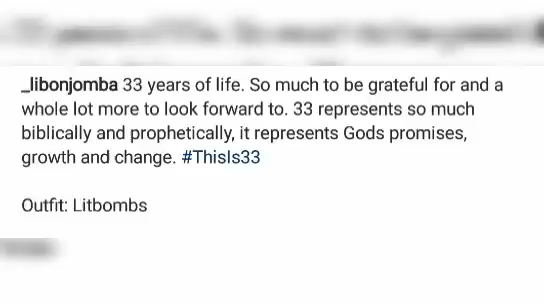 _libonjomba 33 years of life. So much to be grateful for and a
whole lot more to look forward to. 33 represents so much
biblically and prophetically, it represents Gods promises,
growth and change. #ThisIs33
Outfit: Litbombs